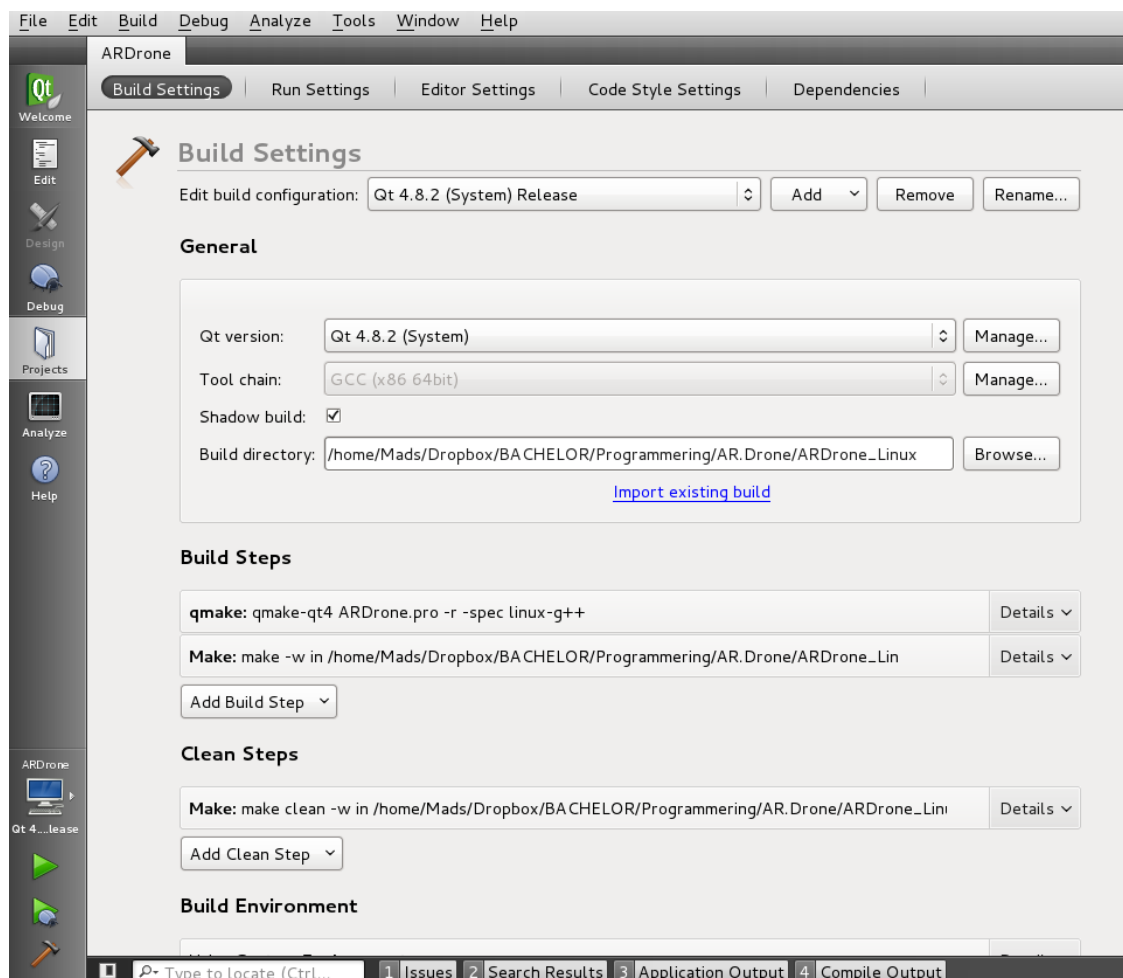 File Edit Build Debug Analyze Tools Window Help
ARDrone
Build Settings Run Settings Editor Settings Code Style Settings Dependencies
Qt
Welcome
Edit
Design
Debug
Projects
Analyze
Help
Build Settings
Edit build configuration: Qt 4.8.2 (System) Release Add Remove Rename...
General
Qt version: Qt 4.8.2 (System) Manage...
Tool chain: GCC (x86 64bit) Manage...
Shadow build:
Build directory: /home/Mads/Dropbox/BACHELOR/Programmering/AR.Drone/ARDrone_Linux Browse...
Import existing build
Build Steps
qmake: qmake-qt4 ARDrone.pro -r -spec linux-g++ Details
Make: make -w in /home/Mads/Dropbox/BACHELOR/Programmering/AR.Drone/ARDrone_Lin Details
Add Build Step
Clean Steps
Make: make clean -w in /home/Mads/Dropbox/BACHELOR/Programmering/AR.Drone/ARDrone_Linu Details
Add Clean Step
Build Environment
ARDrone
Qt 4....lease
Type to locate (Ctrl... 1 Issues 2 Search Results 3 Application Output 4 Compile Output